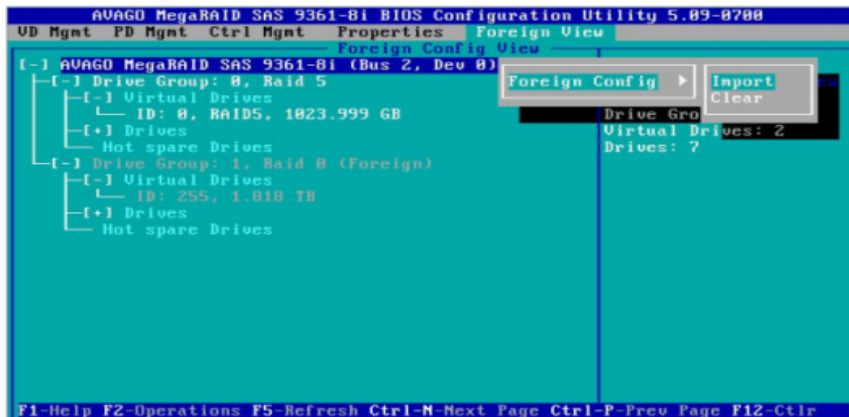 AVAGO MegaRAID SAS 9361-8i BIOS Configuration Utility 5.09-0700
VD Mgmt PD Mgmt Ctrl Mgmt Properties Foreign View
Foreign Config View
[-] AVAGO MegaRAID SAS 9361-8i (Bus 2, Dev 0)
[-] Drive Group: 0, Raid 5
[-] Virtual Drives
ID: 0, RAID5, 1023.999 GB
[+] Drives
Hot spare Drives
[-] Drive Group: 1, Raid 0 (Foreign)
[-] Virtual Drives
ID: 255, 1.818 TB
[+] Drives
Hot spare Drives
Foreign Config
Import
Clear
Drive Gro
Virtual Drives: 2
Drives: 7
F1-Help F2-Operations F5-Refresh Ctrl-N-Next Page Ctrl-P-Prev Page F12-Ctlr